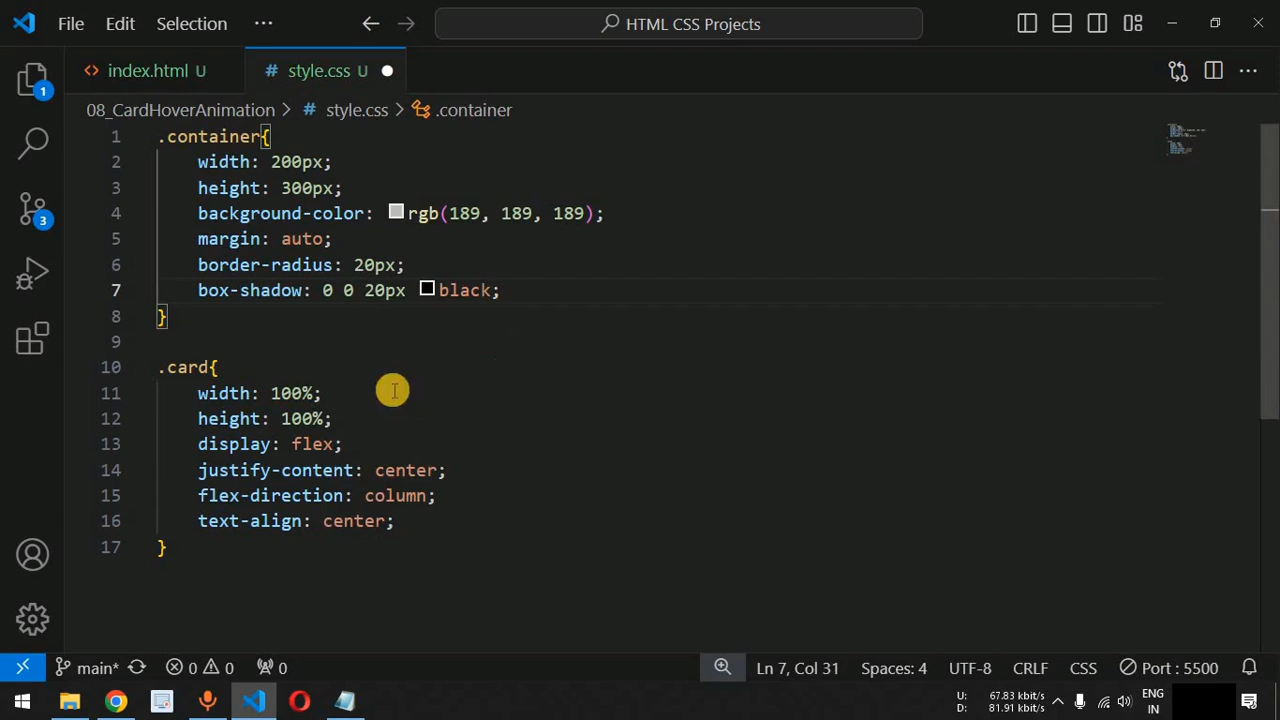 File Edit Selection ··· HTML CSS Projects
index.html U # style.css U
08_CardHoverAnimation > # style.css > .container
1 .container{
2 width: 200px;
3 height: 300px;
4 background-color: rgb(189, 189, 189);
5 margin: auto;
6 border-radius: 20px;
7 box-shadow: 0 0 20px black;
8 }
9
10 .card{
11 width: 100%;
12 height: 100%;
13 display: flex;
14 justify-content: center;
15 flex-direction: column;
16 text-align: center;
17 }
1
3
main* 0 0 0 Ln 7, Col 31 Spaces: 4 UTF-8 CRLF CSS Port : 5500
U: 67.83 kbit/s ENG
D: 81.91 kbit/s IN